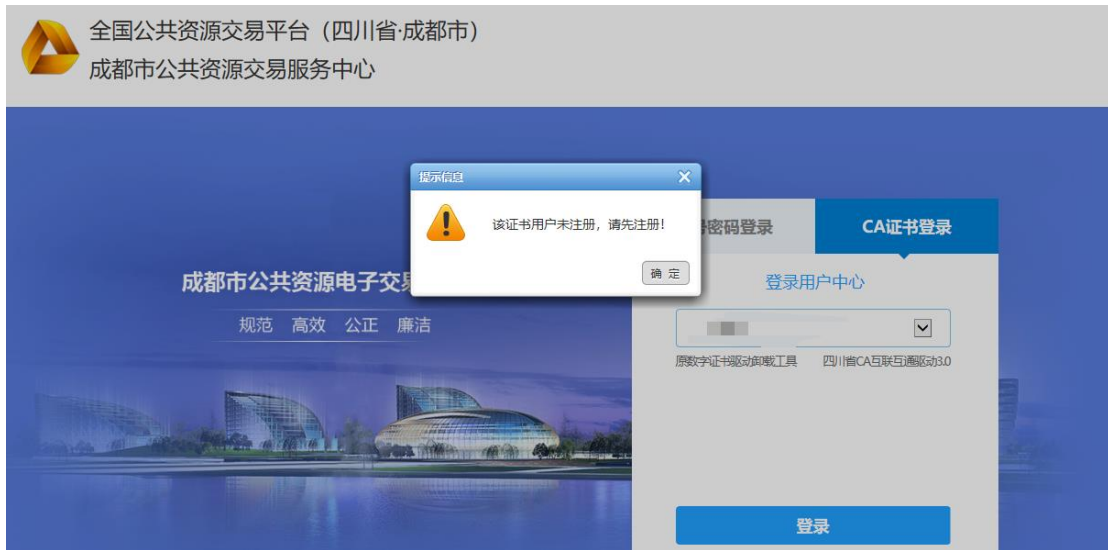 全国公共资源交易平台（四川省·成都市）
成都市公共资源交易服务中心
提示信息
该证书用户未注册，请先注册！
确 定
密码登录
CA证书登录
成都市公共资源电子交
规范 高效 公正 廉洁
登录用户中心
原数字证书驱动卸载工具 四川省CA互联互通驱动3.0
登录